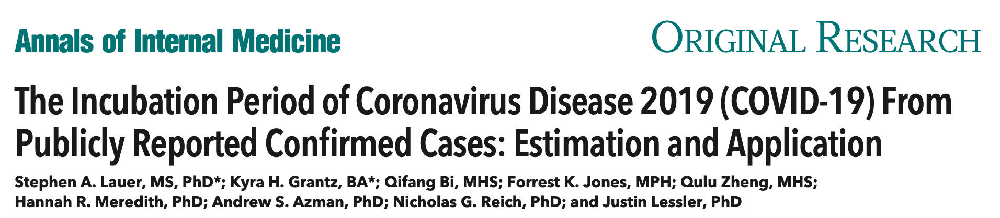 Annals of Internal Medicine
ORIGINAL RESEARCH
The Incubation Period of Coronavirus Disease 2019 (COVID-19) From
Publicly Reported Confirmed Cases: Estimation and Application
Stephen A. Lauer, MS, PhD*; Kyra H. Grantz, BA*; Qifang Bi, MHS; Forrest K. Jones, MPH; Qulu Zheng, MHS;
Hannah R. Meredith, PhD; Andrew S. Azman, PhD; Nicholas G. Reich, PhD; and Justin Lessler, PhD